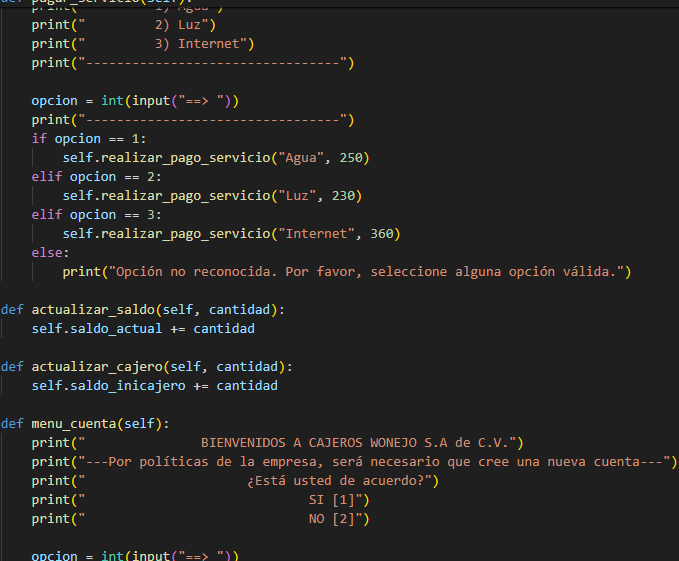 def pagar_servicio(self):
    print("         1) Agua")
    print("         2) Luz")
    print("         3) Internet")
    print("---------------------------------")

    opcion = int(input("==> "))
    print("---------------------------------")
    if opcion == 1:
        self.realizar_pago_servicio("Agua", 250)
    elif opcion == 2:
        self.realizar_pago_servicio("Luz", 230)
    elif opcion == 3:
        self.realizar_pago_servicio("Internet", 360)
    else:
        print("Opción no reconocida. Por favor, seleccione alguna opción válida.")

def actualizar_saldo(self, cantidad):
    self.saldo_actual += cantidad

def actualizar_cajero(self, cantidad):
    self.saldo_inicajero += cantidad

def menu_cuenta(self):
    print("               BIENVENIDOS A CAJEROS WONEJO S.A de C.V.")
    print("---Por políticas de la empresa, será necesario que cree una nueva cuenta---")
    print("                     ¿Está usted de acuerdo?")
    print("                             SI [1]")
    print("                             NO [2]")

    opcion = int(input("==> "))